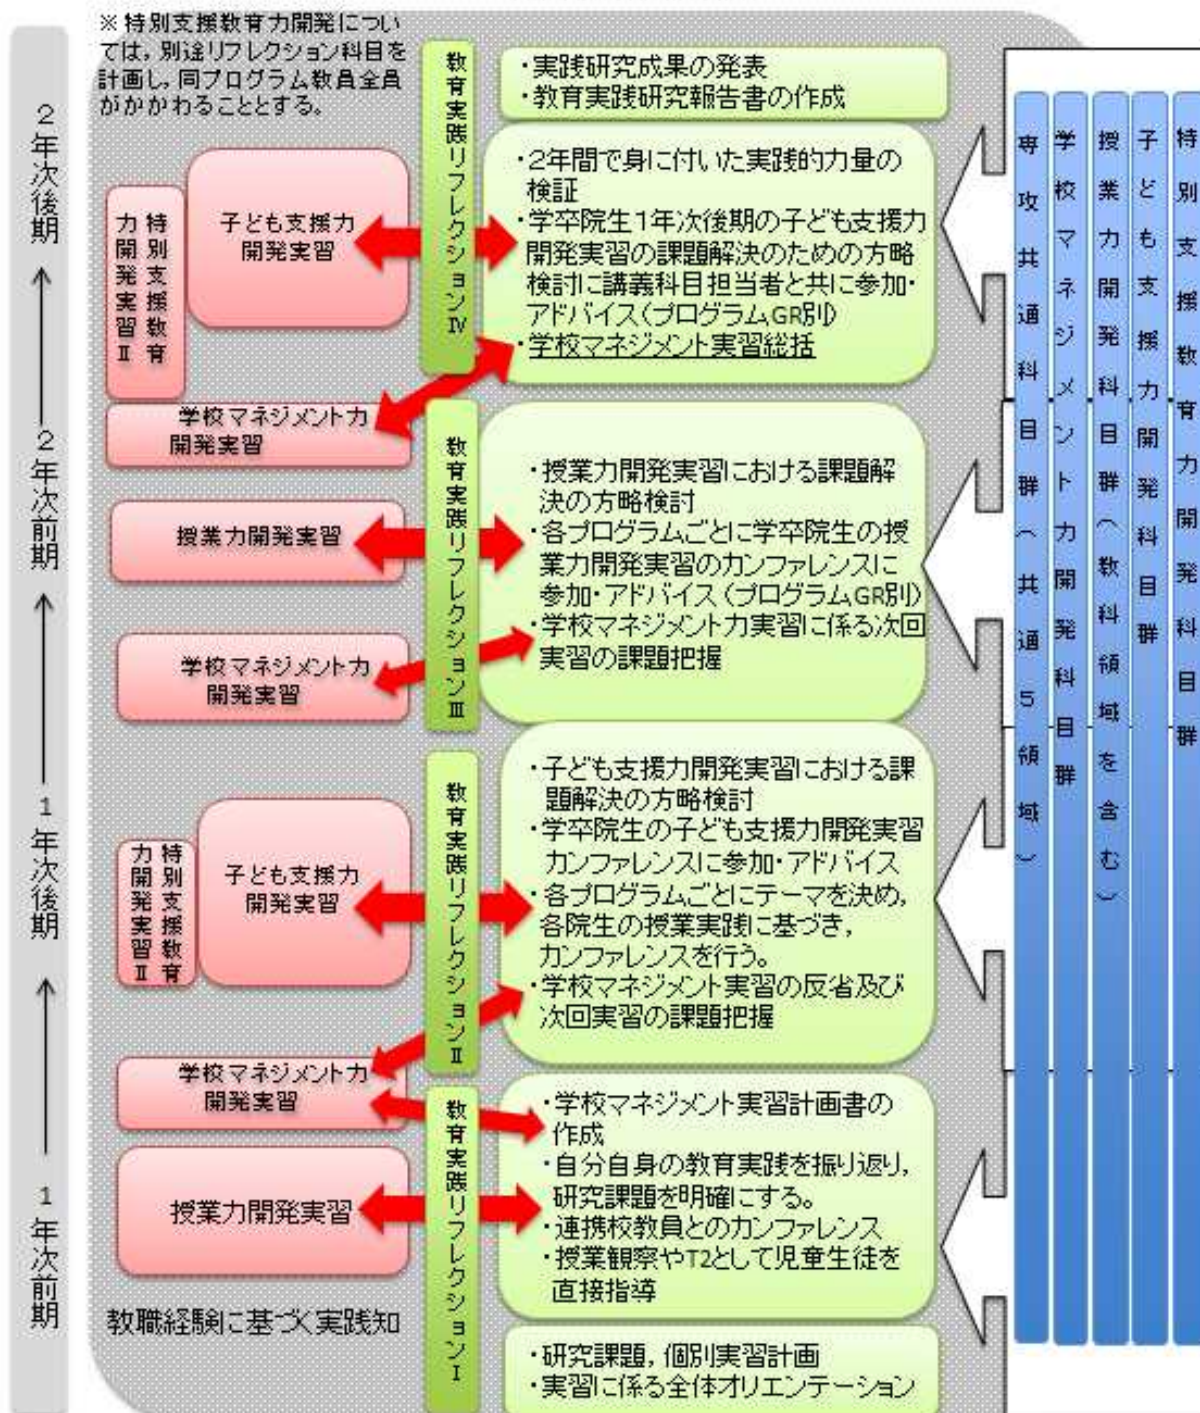 ※特別支援教育力開発につい
ては，別途リフレクション科目を
計画し，同プログラム教員全員
がかかわることとする。
2年次後期
2年次前期
1年次後期
1年次前期
教育実践リフレクションⅣ
・実践研究成果の発表
・教育実践研究報告書の作成
特別支援教育
力開発実習Ⅱ
子ども支援力
開発実習
・2年間で身に付いた実践的力量の
検証
・学卒院生1年次後期の子ども支援力
開発実習の課題解決のための方略
検討に講義科目担当者と共に参加・
アドバイス（プログラムGR別）
・学校マネジメント実習総括
学校マネジメント力
開発実習
教育実践リフレクションⅢ
授業力開発実習
・授業力開発実習における課題解
決の方略検討
・各プログラムごとに学卒院生の授
業力開発実習のカンファレンスに
参加・アドバイス（プログラムGR別）
・学校マネジメント力実習に係る次回
実習の課題把握
学校マネジメント力
開発実習
教育実践リフレクションⅡ
特別支援教育
力開発実習Ⅱ
子ども支援力
開発実習
・子ども支援力開発実習における課
題解決の方略検討
・学卒院生の子ども支援力開発実習
カンファレンスに参加・アドバイス
・各プログラムごとにテーマを決め，
各院生の授業実践に基づき，
カンファレンスを行う。
・学校マネジメント実習の反省及び
次回実習の課題把握
学校マネジメント力
開発実習
教育実践リフレクションⅠ
・学校マネジメント実習計画書の
作成
・自分自身の教育実践を振り返り，
研究課題を明確にする。
・連携校教員とのカンファレンス
・授業観察やT2として児童生徒を
直接指導
授業力開発実習
教職経験に基づく実践知
・研究課題，個別実習計画
・実習に係る全体オリエンテーション
専攻共通科目群（共通5領域）
学校マネジメント力開発科目群
授業力開発科目群（教科領域を含む）
子ども支援力開発科目群
特別支援教育力開発科目群